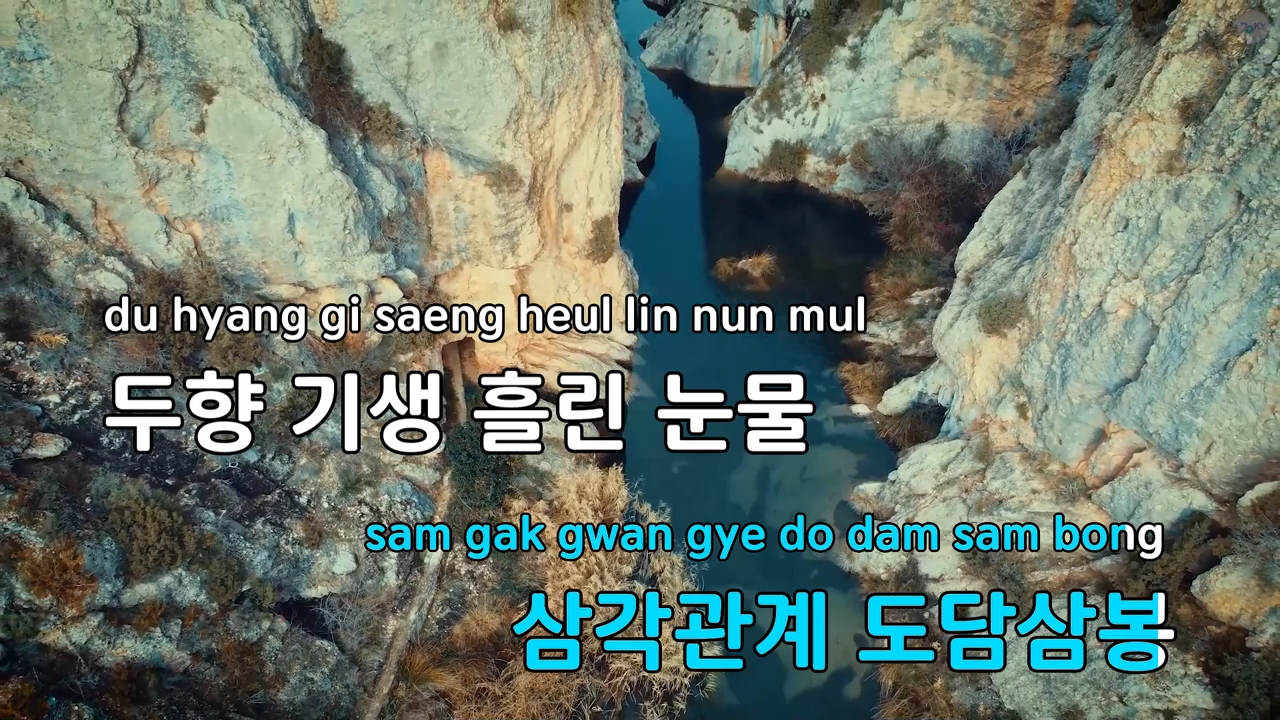 du hyang gi saeng heul lin nun mul
두향 기생 흘린 눈물
sam gak gwan gye do dam sam bong
삼각관계 도담삼봉